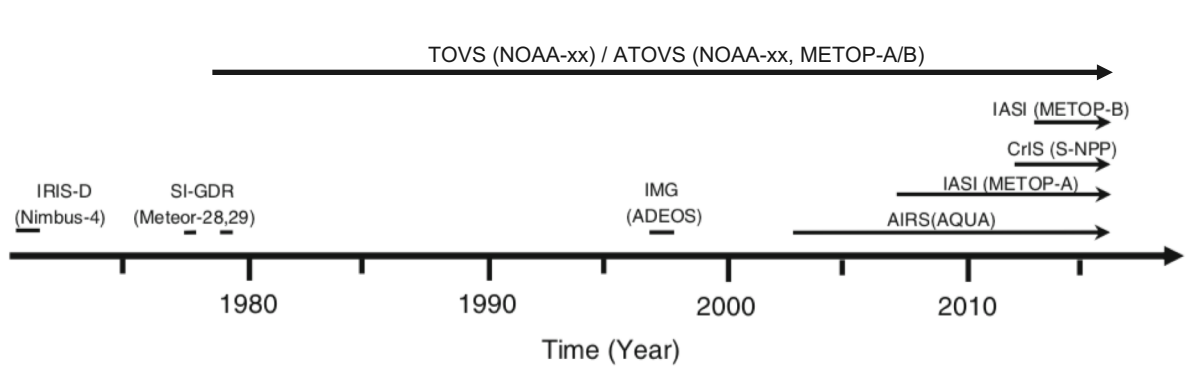 TOVS (NOAA-xx) / ATOVS (NOAA-xx, METOP-A/B)
IASI (METOP-B)
CrIS (S-NPP)
IASI (METOP-A)
IRIS-D
(Nimbus-4)
SI-GDR
(Meteor-28,29)
IMG
(ADEOS)
AIRS(AQUA)
1980
1990
2000
2010
Time (Year)